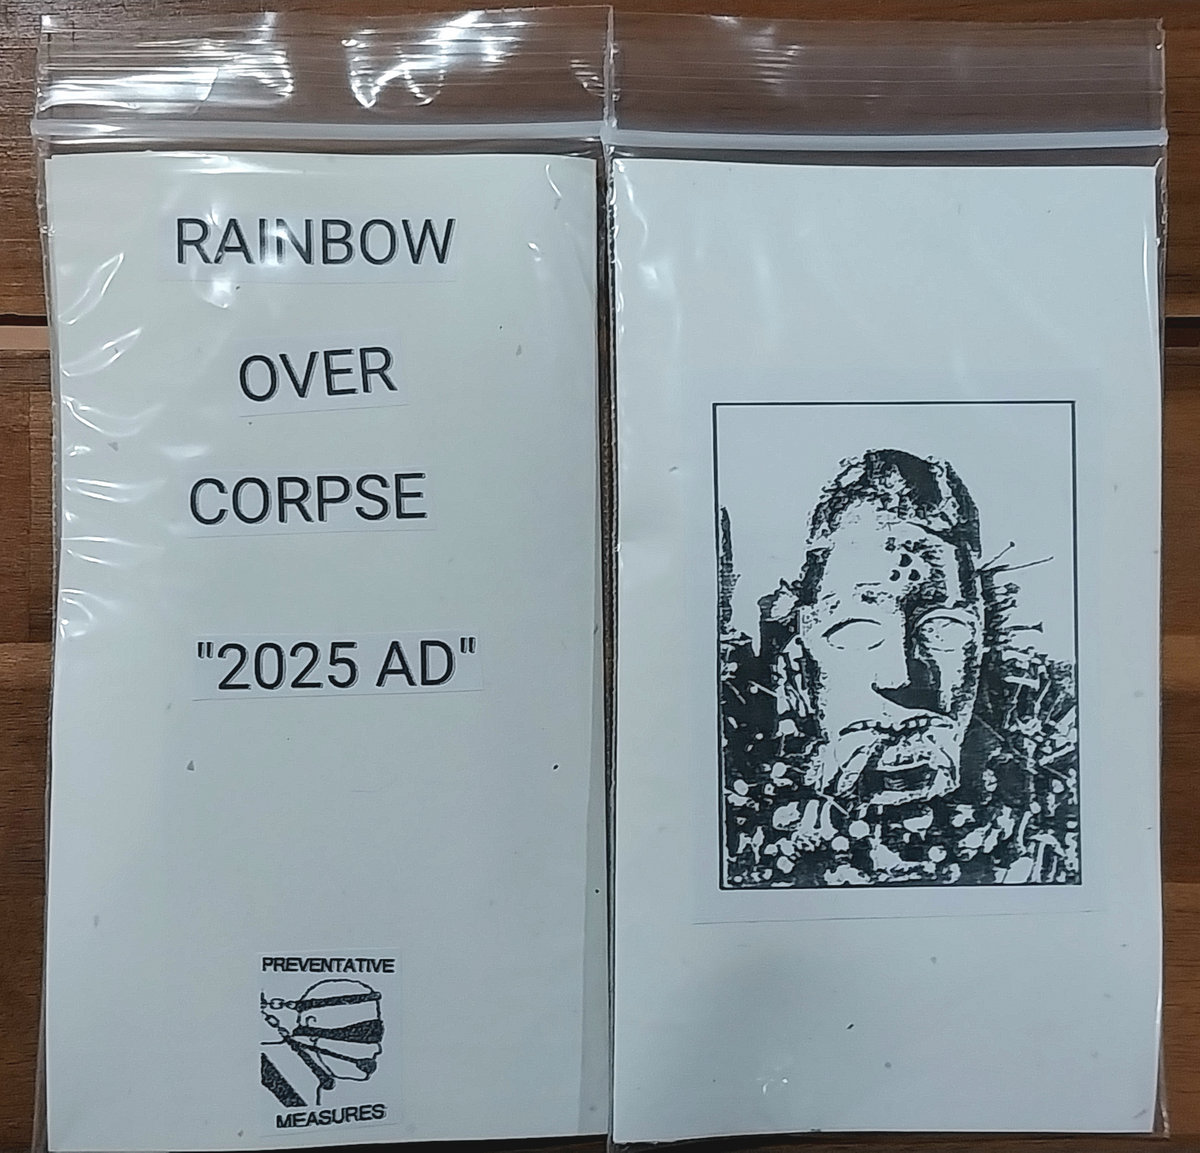 RAINBOW
OVER
CORPSE
"2025 AD"
PREVENTATIVE
MEASURES